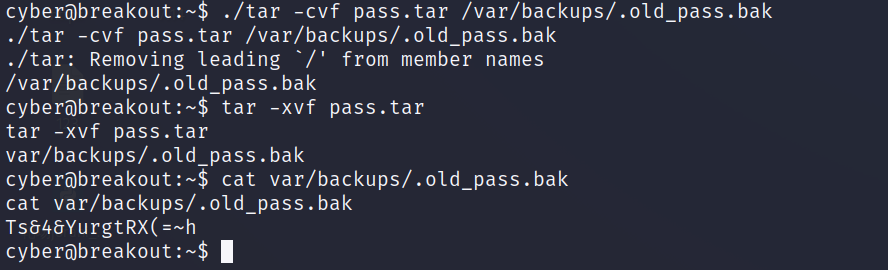 cyber@breakout:~$ ./tar -cvf pass.tar /var/backups/.old_pass.bak
./tar -cvf pass.tar /var/backups/.old_pass.bak
./tar: Removing leading `/' from member names
/var/backups/.old_pass.bak
cyber@breakout:~$ tar -xvf pass.tar
tar -xvf pass.tar
var/backups/.old_pass.bak
cyber@breakout:~$ cat var/backups/.old_pass.bak
cat var/backups/.old_pass.bak
Ts&4&YurgtRX(=~h
cyber@breakout:~$